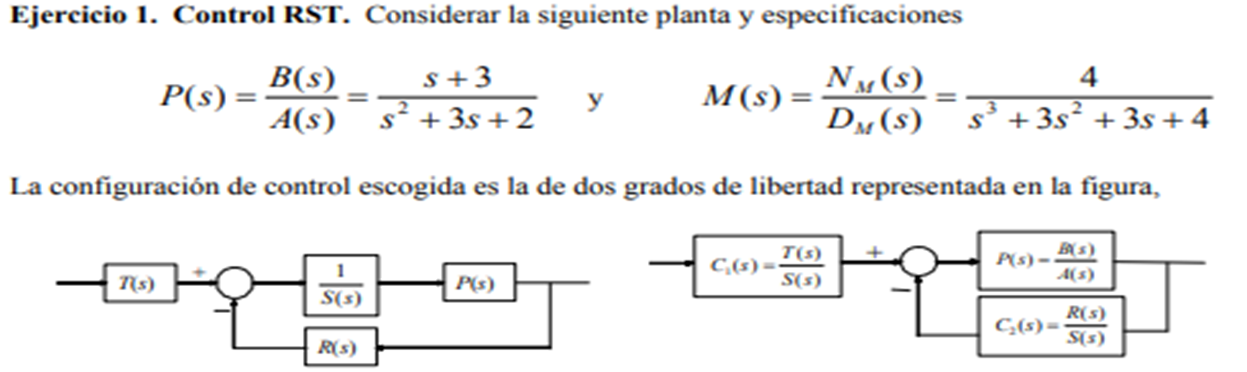 Ejercicio 1. Control RST. Considerar la siguiente planta y especificaciones
P(s) = B(s)/A(s) = (s + 3)/(s² + 3s + 2) y M(s) = N_M(s)/D_M(s) = 4/(s³ + 3s² + 3s + 4)
La configuración de control escogida es la de dos grados de libertad representada en la figura,
T(s) + − 1/S(s) P(s) R(s)
C₁(s) = T(s)/S(s) + − P(s) = B(s)/A(s) C₂(s) = R(s)/S(s)